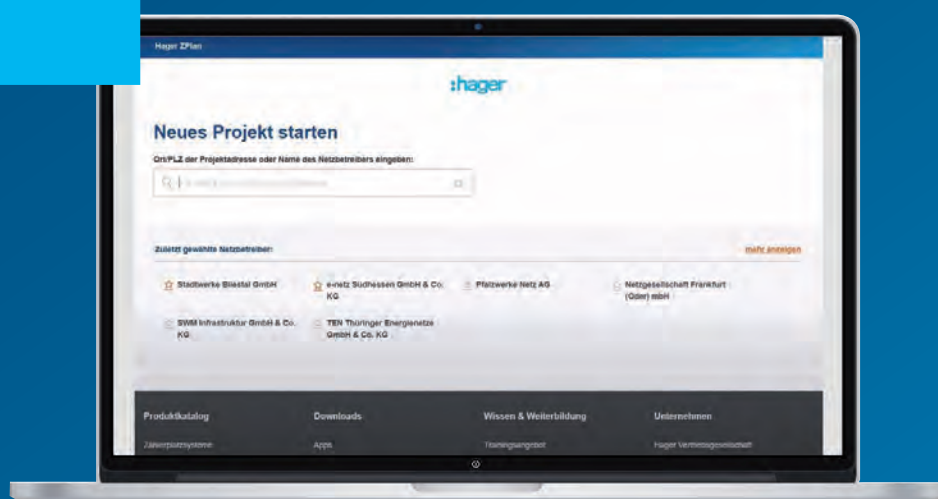 Hager ZPlan
:hager
Neues Projekt starten
Ort/PLZ der Projektadresse oder Name des Netzbetreibers eingeben:
Zuletzt gewählte Netzbetreiber:
mehr anzeigen
Stadtwerke Bliestal GmbH
e-netz Südhessen GmbH & Co.
KG
Pfalzwerke Netz AG
Netzgesellschaft Frankfurt
(Oder) mbH
SWM Infrastruktur GmbH & Co.
KG
TEN Thüringer Energienetze
GmbH & Co. KG
Produktkatalog
Downloads
Wissen & Weiterbildung
Unternehmen
Zählerplatzsysteme
Apps
Trainingsangebot
Hager Vertriebsgesellschaft